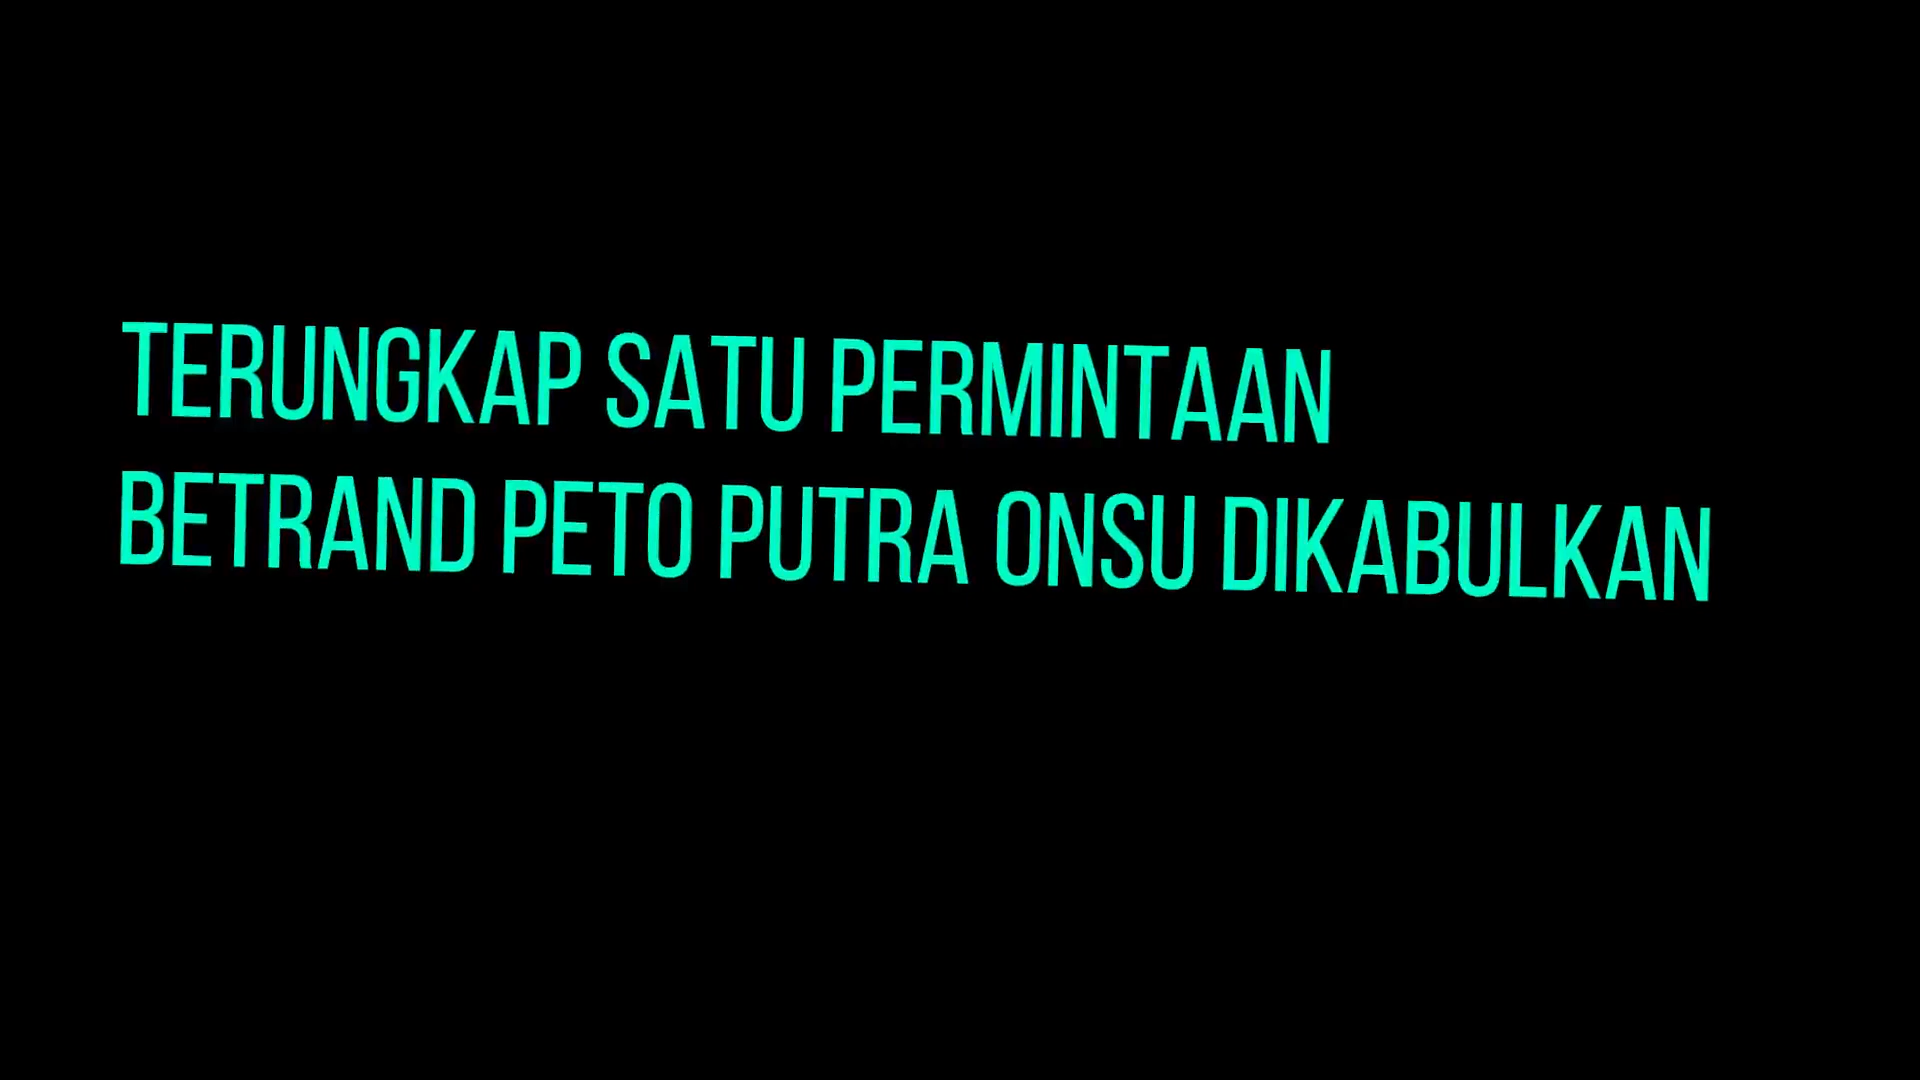 TERUNGKAP SATU PERMINTAAN
BETRAND PETO PUTRA ONSU DIKABULKAN